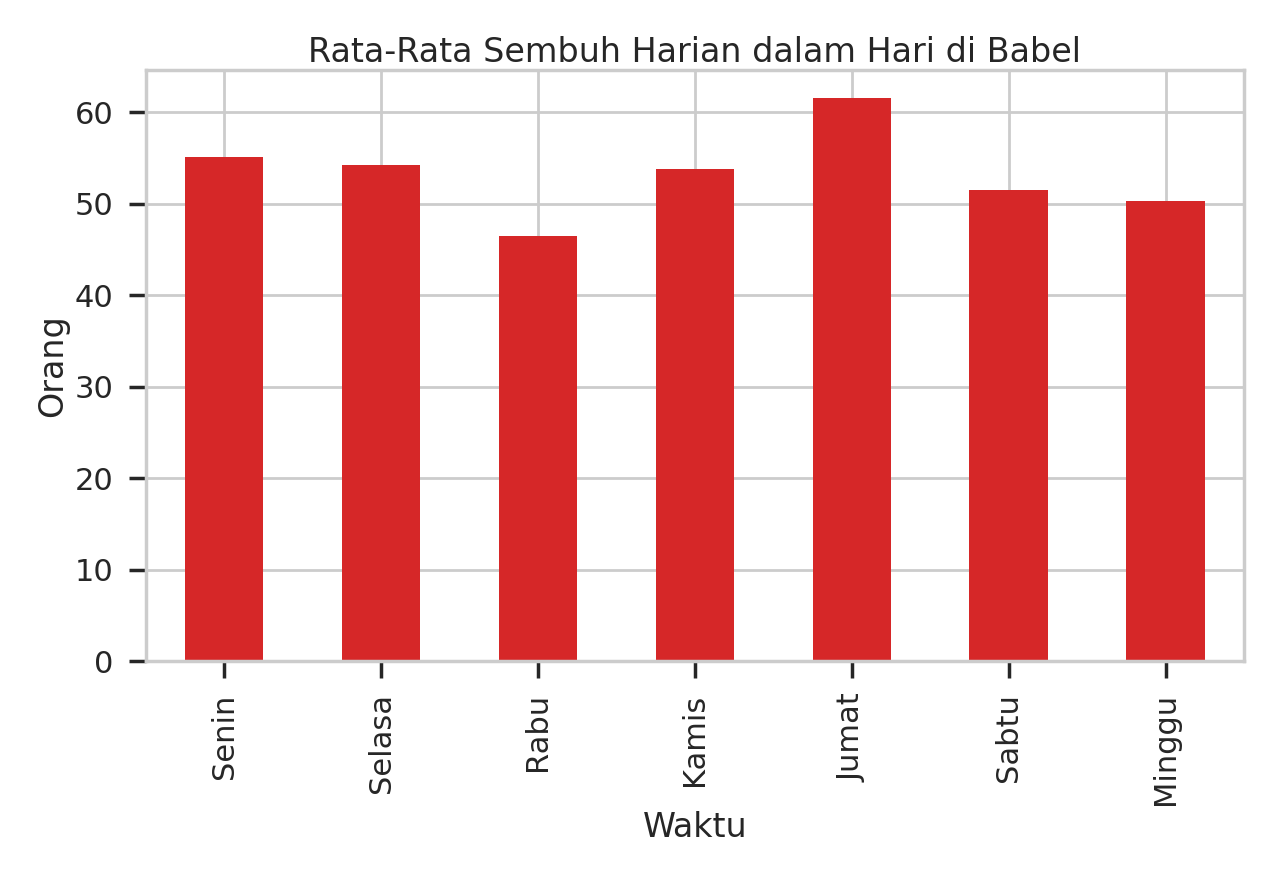 Rata-Rata Sembuh Harian dalam Hari di Babel
60
50
40
30
20
10
0
Orang
Senin
Selasa
Rabu
Kamis
Jumat
Sabtu
Minggu
Waktu